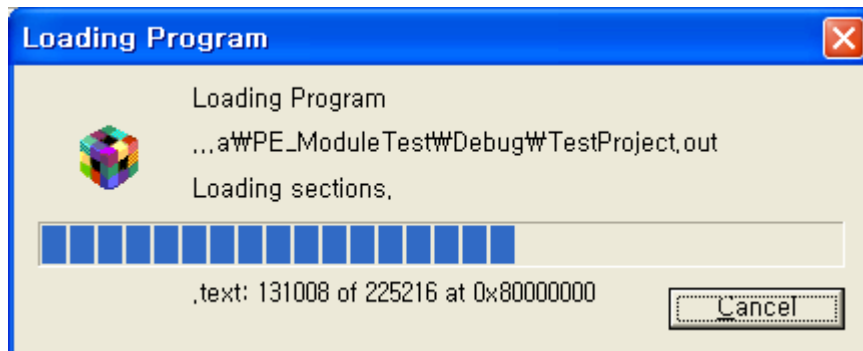 Loading Program
Loading Program
...a₩PE_ModuleTest₩Debug₩TestProject.out
Loading sections.
.text: 131008 of 225216 at 0x80000000
Cancel